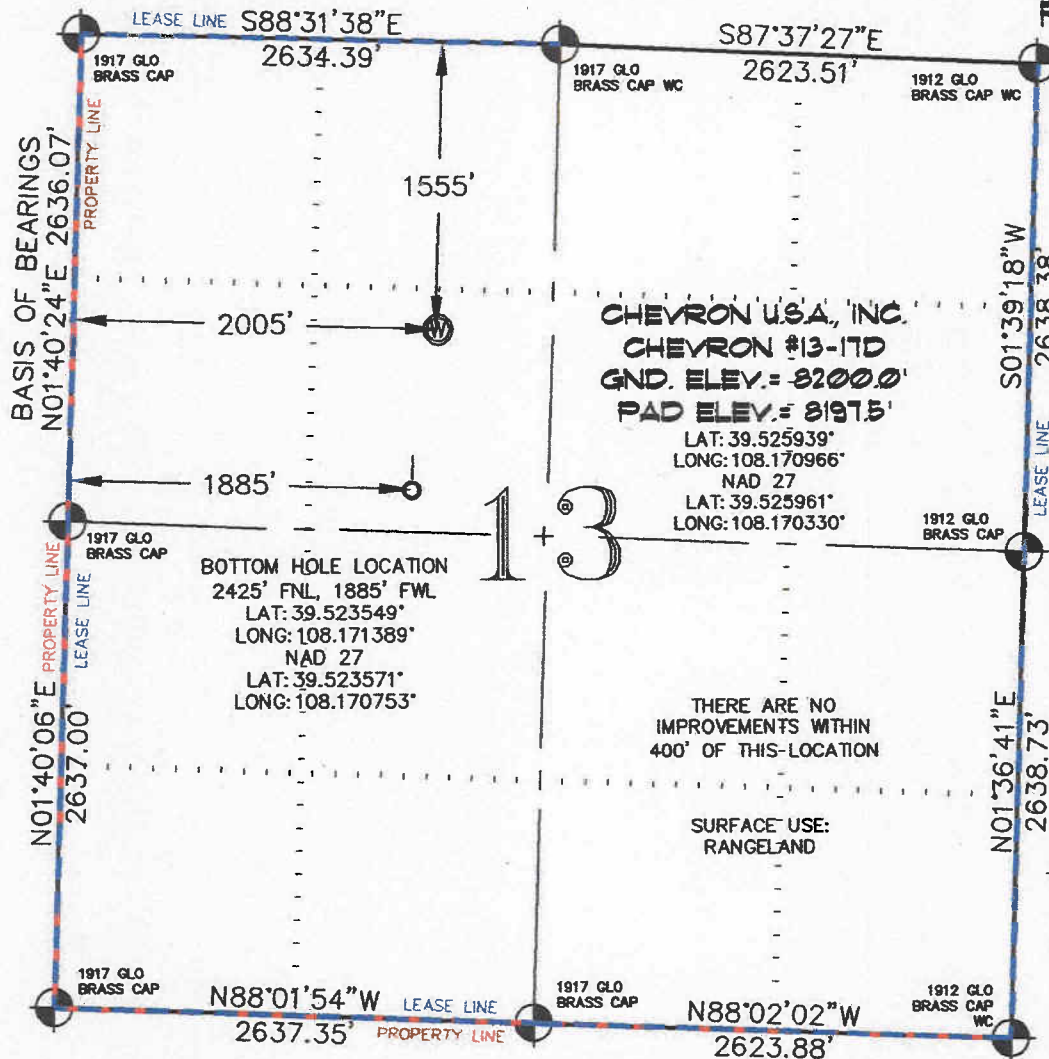 LEASE LINE
S88°31'38"E
2634.39'
S87°37'27"E
2623.51'
1917 GLO
BRASS CAP
1917 GLO
BRASS CAP WC
1912 GLO
BRASS CAP WC
PROPERTY LINE
BASIS OF BEARINGS
N01°40'24"E 2636.07'
1555'
2005'
W
CHEVRON U.S.A., INC.
CHEVRON #13-17D
GND. ELEV.= 8200.0'
PAD ELEV.= 8197.5'
LAT: 39.525939°
LONG: 108.170966°
NAD 27
LAT: 39.525961°
LONG: 108.170330°
S01°39'18"W
2638.38'
LEASE LINE
1885'
13
1917 GLO
BRASS CAP
1912 GLO
BRASS CAP
BOTTOM HOLE LOCATION
2425' FNL, 1885' FWL
LAT: 39.523549°
LONG: 108.171389°
NAD 27
LAT: 39.523571°
LONG: 108.170753°
N01°40'06"E
2637.00'
PROPERTY LINE
LEASE LINE
THERE ARE NO
IMPROVEMENTS WITHIN
400' OF THIS LOCATION
SURFACE USE:
RANGELAND
N01°36'41"E
2638.73'
1917 GLO
BRASS CAP
N88°01'54"W
2637.35'
LEASE LINE
PROPERTY LINE
1917 GLO
BRASS CAP
N88°02'02"W
2623.88'
1912 GLO
BRASS CAP
WC